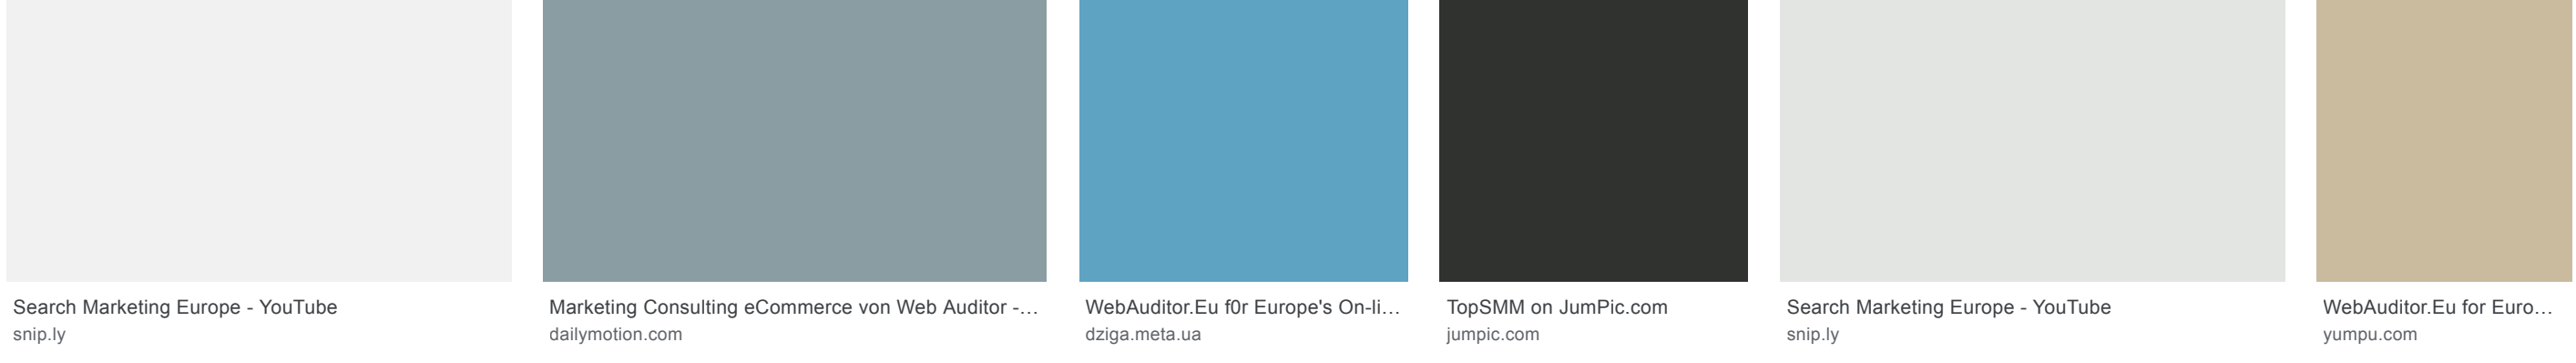 Search Marketing Europe - YouTube
snip.ly
Marketing Consulting eCommerce von Web Auditor -...
dailymotion.com
WebAuditor.Eu f0r Europe's On-li...
dziga.meta.ua
TopSMM on JumPic.com
jumpic.com
Search Marketing Europe - YouTube
snip.ly
WebAuditor.Eu for Euro...
yumpu.com